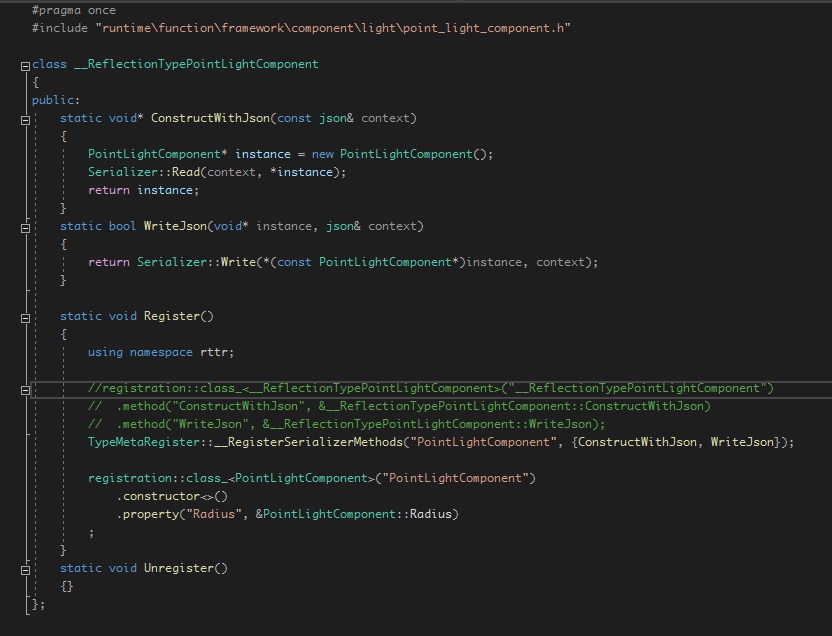 #pragma once
#include "runtime\function\framework\component\light\point_light_component.h"
class __ReflectionTypePointLightComponent
{
public:
static void* ConstructWithJson(const json& context)
{
PointLightComponent* instance = new PointLightComponent();
Serializer::Read(context, *instance);
return instance;
}
static bool WriteJson(void* instance, json& context)
{
return Serializer::Write(*(const PointLightComponent*)instance, context);
}
static void Register()
{
using namespace rttr;
//registration::class_<__ReflectionTypePointLightComponent>("__ReflectionTypePointLightComponent")
// .method("ConstructWithJson", &__ReflectionTypePointLightComponent::ConstructWithJson)
// .method("WriteJson", &__ReflectionTypePointLightComponent::WriteJson);
TypeMetaRegister::__RegisterSerializerMethods("PointLightComponent", {ConstructWithJson, WriteJson});
registration::class_<PointLightComponent>("PointLightComponent")
.constructor<>()
.property("Radius", &PointLightComponent::Radius)
;
}
static void Unregister()
{}
};